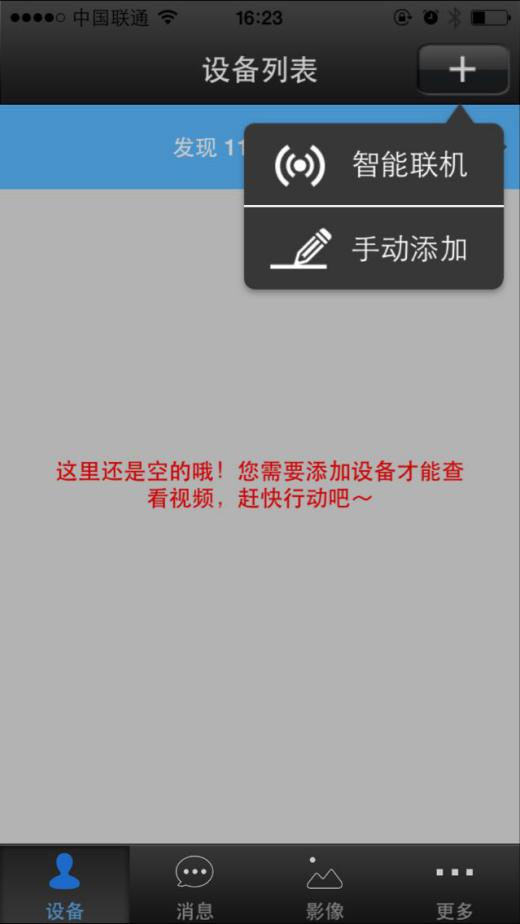 中国联通
16:23
设备列表
发现 11
智能联机
手动添加
这里还是空的哦！您需要添加设备才能查
看视频，赶快行动吧～
设备
消息
影像
更多